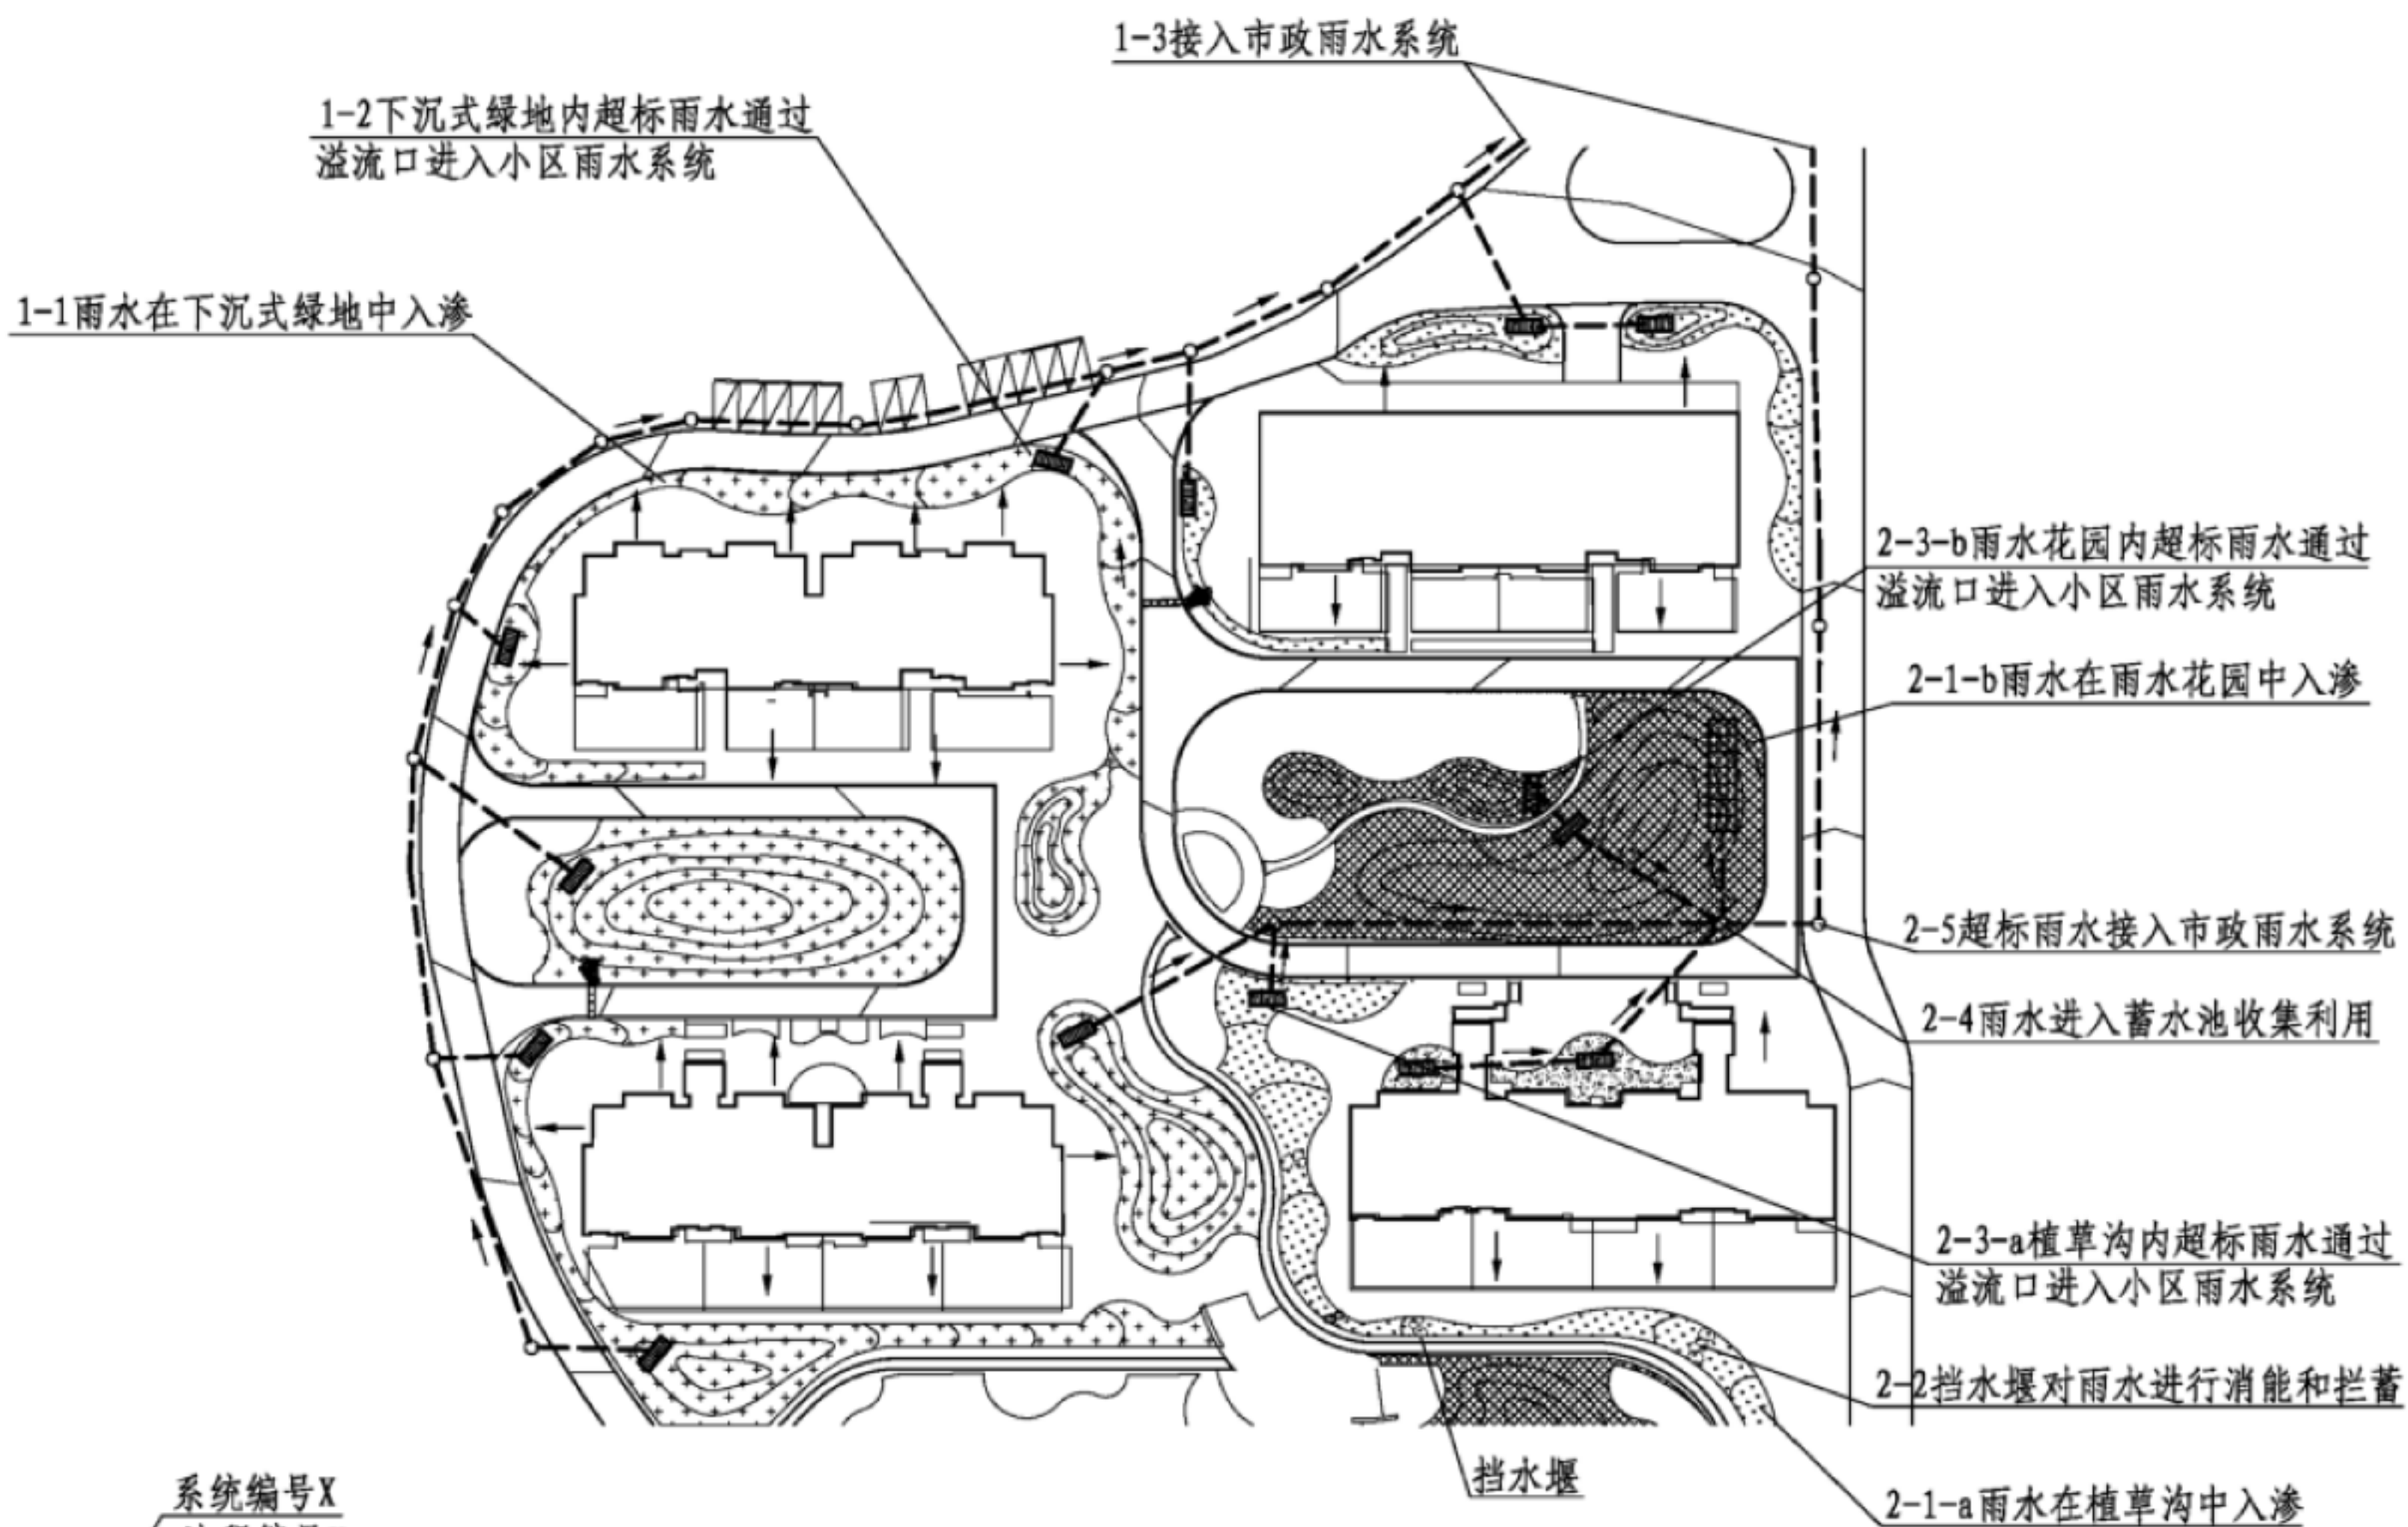 1-3接入市政雨水系统
1-2下沉式绿地内超标雨水通过
溢流口进入小区雨水系统
1-1雨水在下沉式绿地中入渗
2-3-b雨水花园内超标雨水通过
溢流口进入小区雨水系统
2-1-b雨水在雨水花园中入渗
2-5超标雨水接入市政雨水系统
2-4雨水进入蓄水池收集利用
2-3-a植草沟内超标雨水通过
溢流口进入小区雨水系统
2-2挡水堰对雨水进行消能和拦蓄
挡水堰
2-1-a雨水在植草沟中入渗
系统编号X